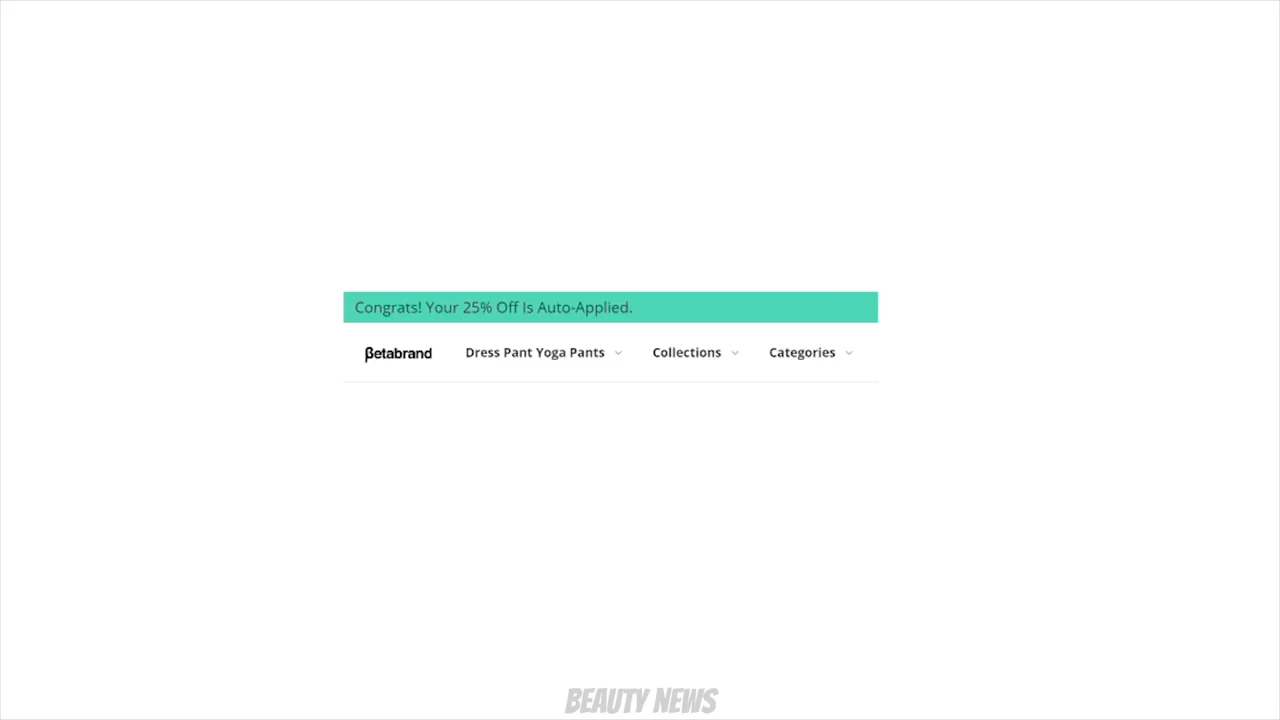 Congrats! Your 25% Off Is Auto-Applied.
βetabrand Dress Pant Yoga Pants Collections Categories
BEAUTY NEWS